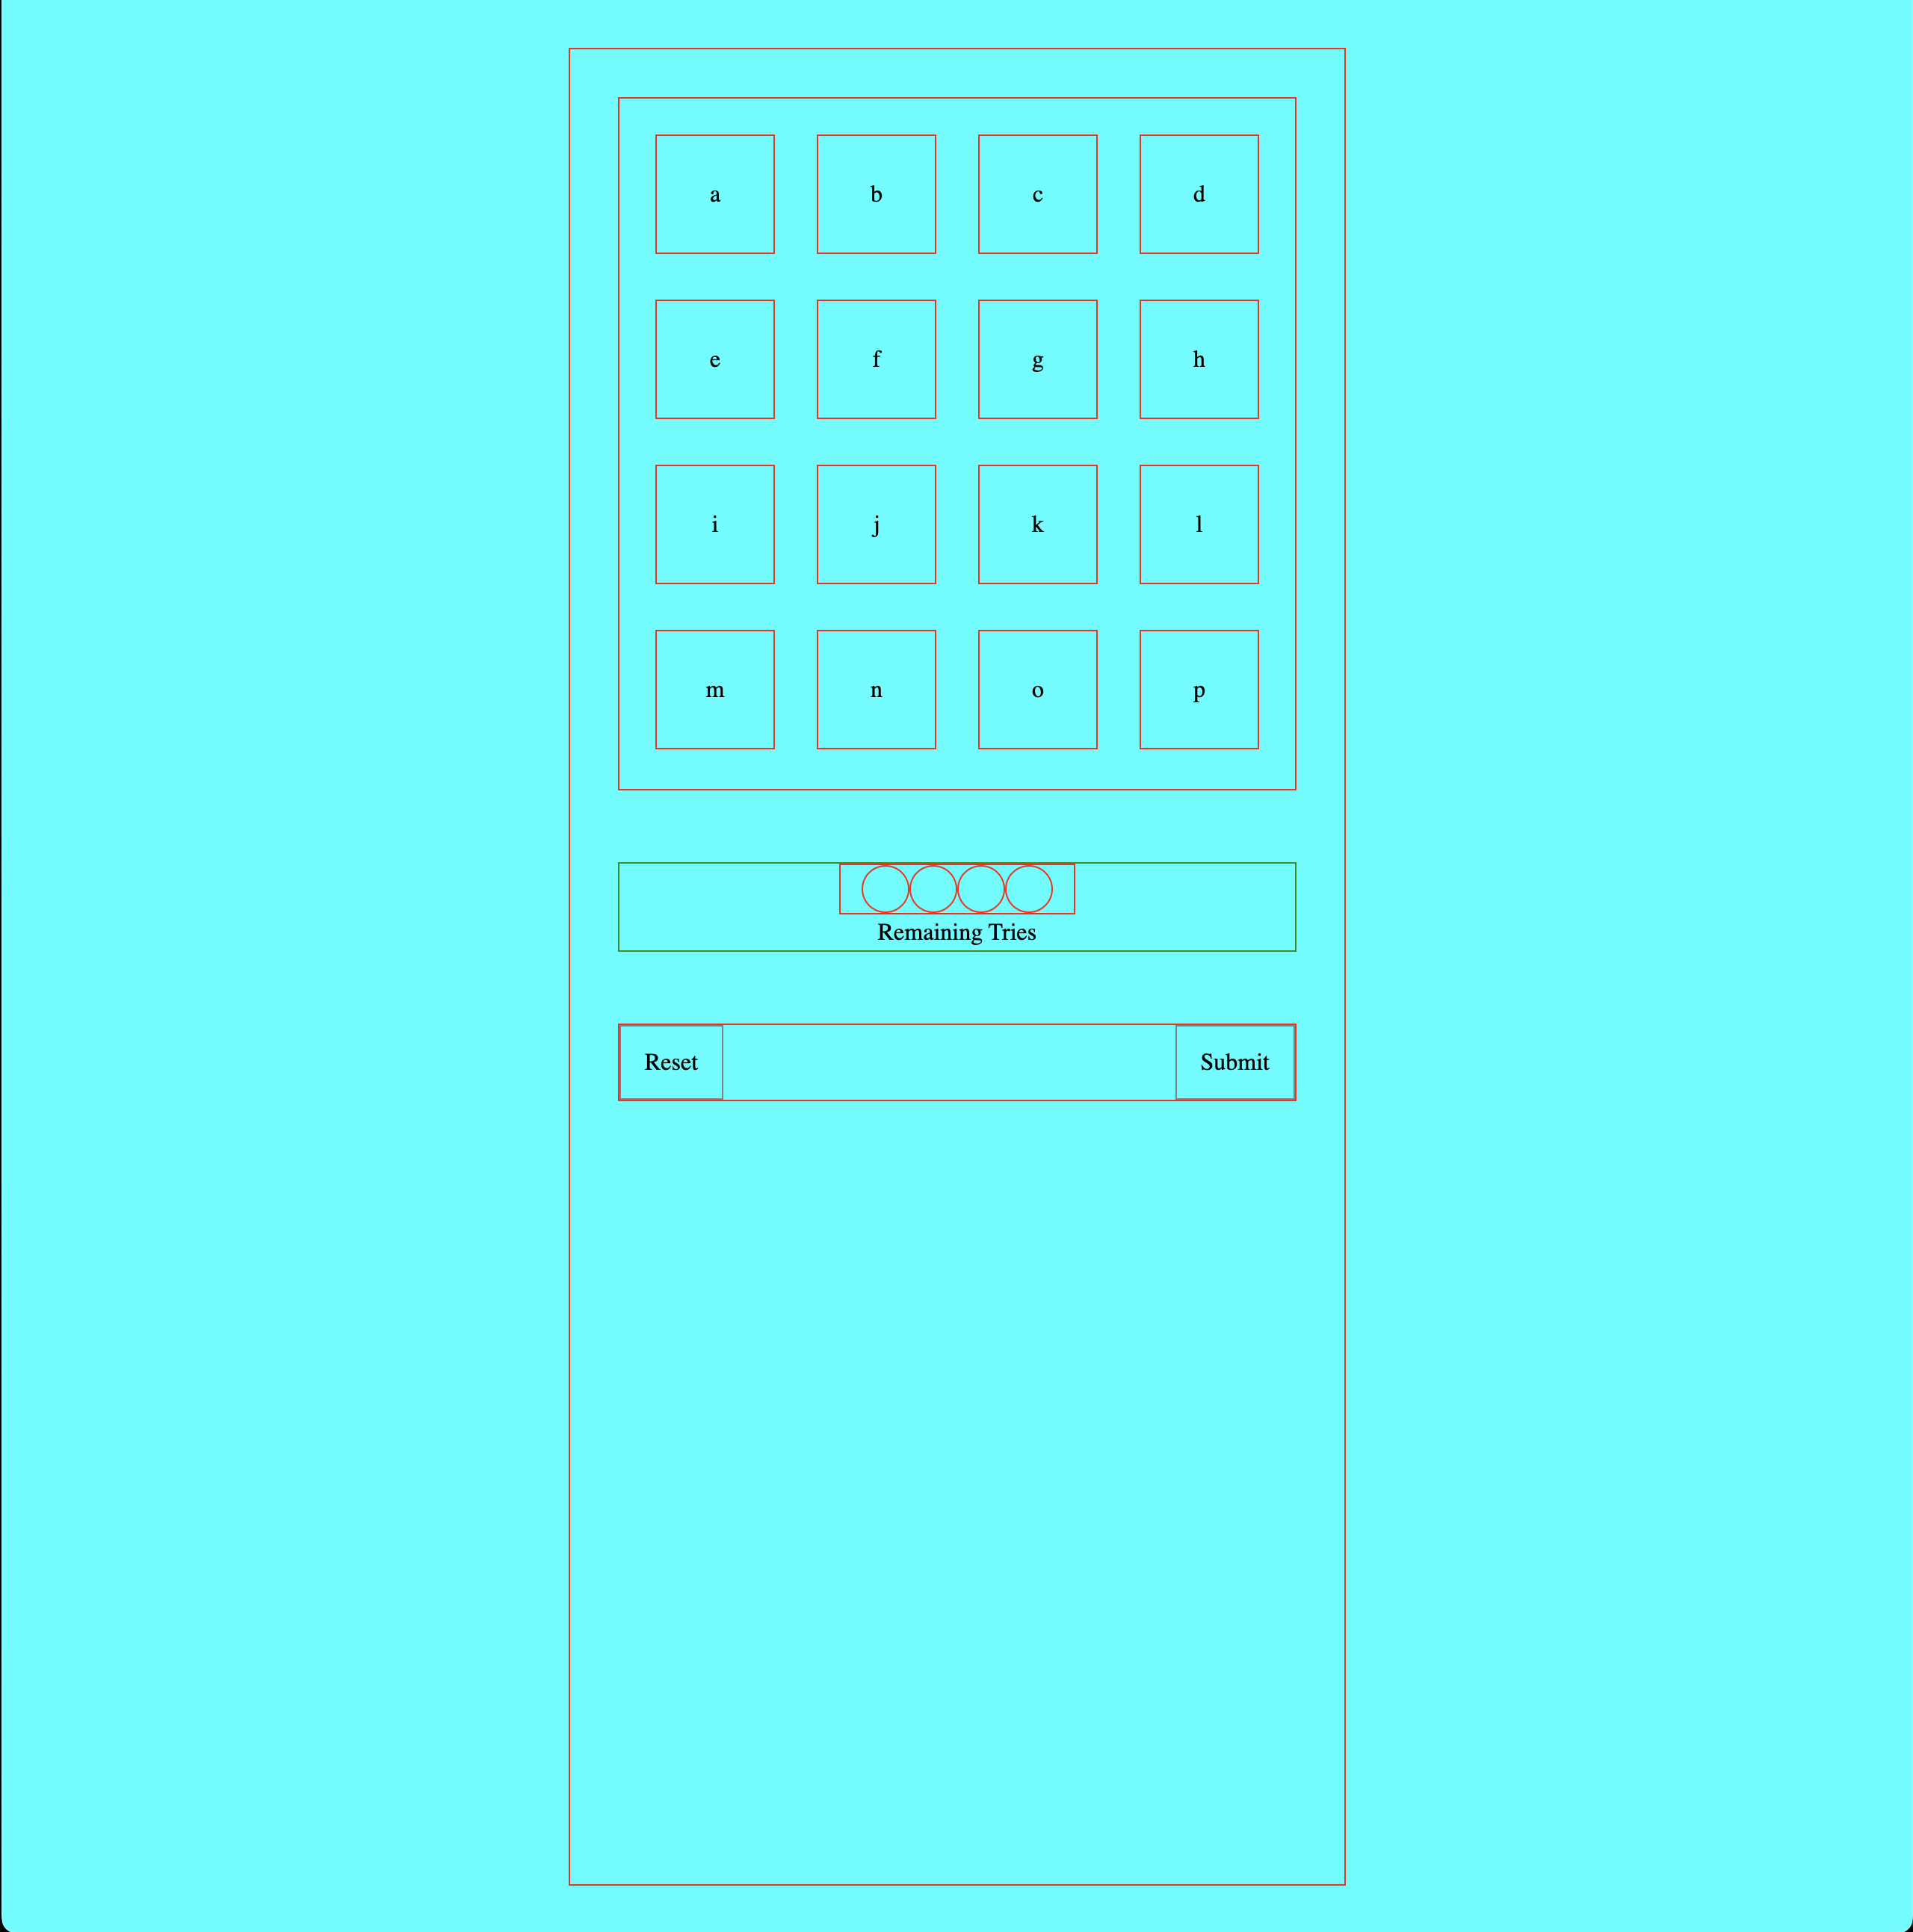 a b c d
e f g h
i j k l
m n o p
Remaining Tries
Reset Submit